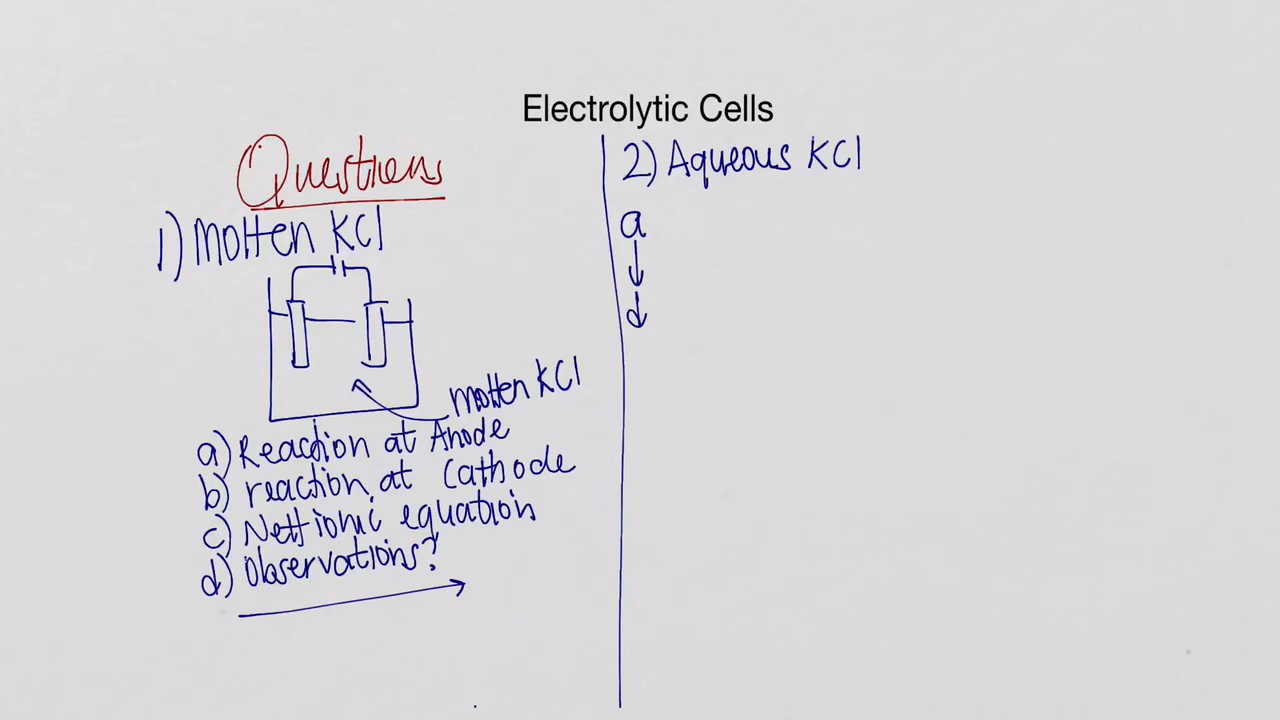 Electrolytic Cells
Questions
1) Molten KCl
molten KCl
a) Reaction at Anode
b) reaction at Cathode
c) Nett ionic equation
d) Observations?
2) Aqueous KCl
a
d